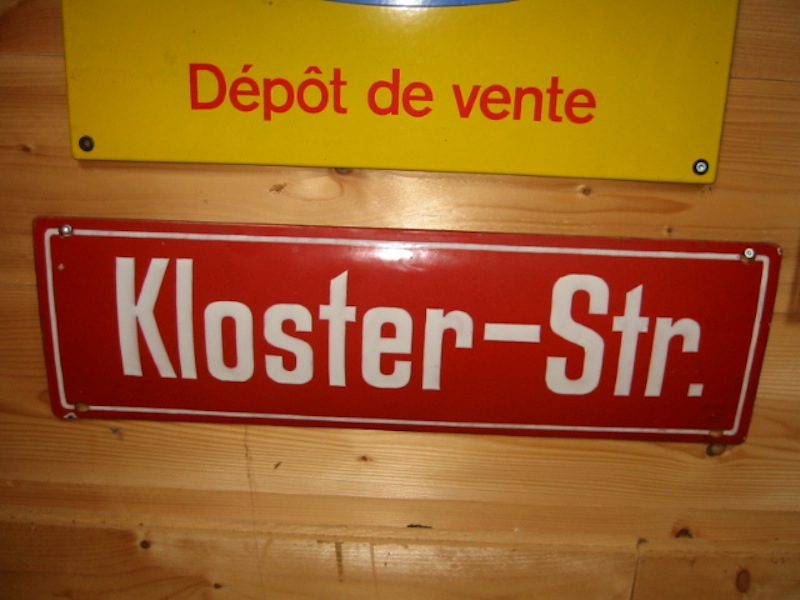 Dépôt de vente
Kloster-Str.